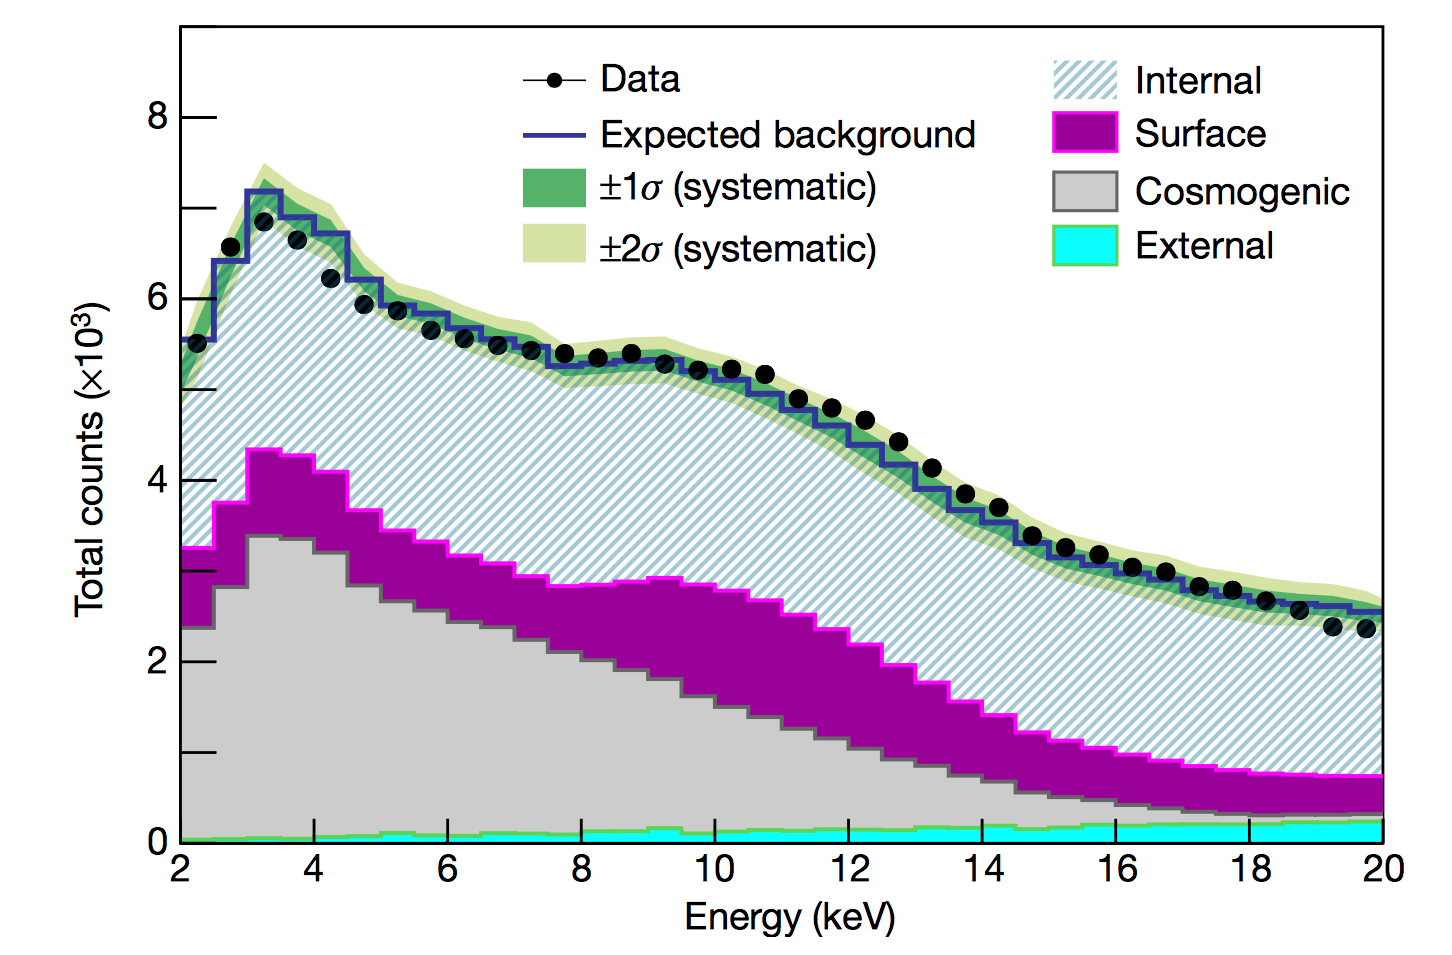 Data
Expected background
±1σ (systematic)
±2σ (systematic)
Internal
Surface
Cosmogenic
External
Total counts (×10³)
8
6
4
2
0
2 4 6 8 10 12 14 16 18 20
Energy (keV)